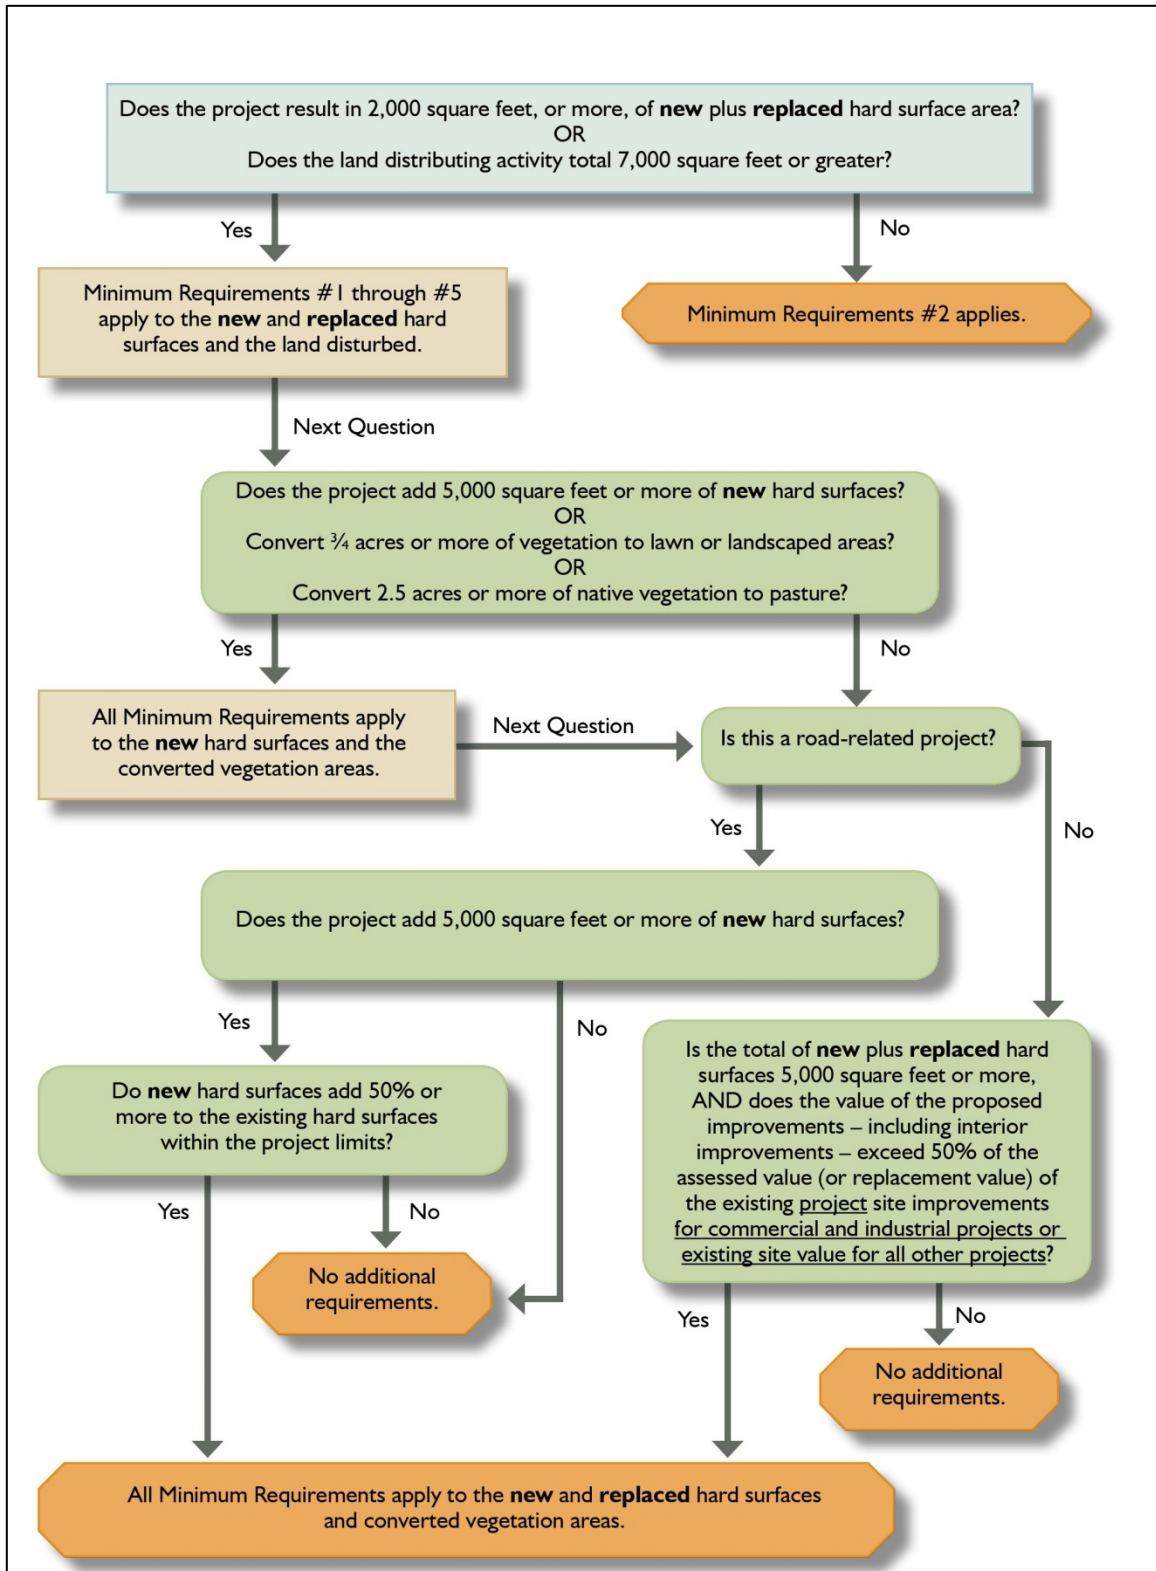 Does the project result in 2,000 square feet, or more, of new plus replaced hard surface area?
OR
Does the land distributing activity total 7,000 square feet or greater?
Yes
No
Minimum Requirements #1 through #5
apply to the new and replaced hard
surfaces and the land disturbed.
Minimum Requirements #2 applies.
Next Question
Does the project add 5,000 square feet or more of new hard surfaces?
OR
Convert ¾ acres or more of vegetation to lawn or landscaped areas?
OR
Convert 2.5 acres or more of native vegetation to pasture?
Yes
No
All Minimum Requirements apply
to the new hard surfaces and the
converted vegetation areas.
Next Question
Is this a road-related project?
Yes
No
Does the project add 5,000 square feet or more of new hard surfaces?
Yes
No
Do new hard surfaces add 50% or
more to the existing hard surfaces
within the project limits?
Is the total of new plus replaced hard
surfaces 5,000 square feet or more,
AND does the value of the proposed
improvements – including interior
improvements – exceed 50% of the
assessed value (or replacement value) of
the existing project site improvements
for commercial and industrial projects or
existing site value for all other projects?
Yes
No
No additional
requirements.
Yes
No
No additional
requirements.
All Minimum Requirements apply to the new and replaced hard surfaces
and converted vegetation areas.